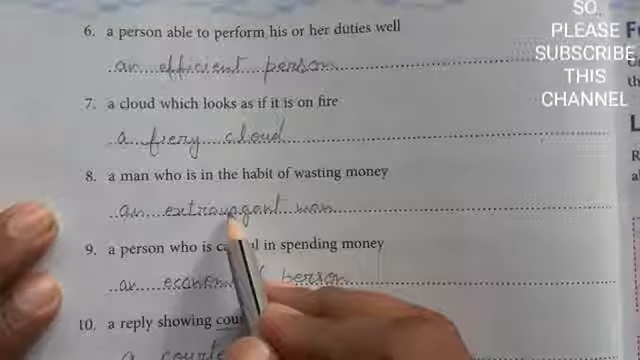 6. a person able to perform his or her duties well
an efficient person
7. a cloud which looks as if it is on fire
a fiery cloud
8. a man who is in the habit of wasting money
an extravagant man
9. a person who is in spending money
an person
10. a reply showing
a
SO
PLEASE
SUBSCRIBE
THIS
CHANNEL